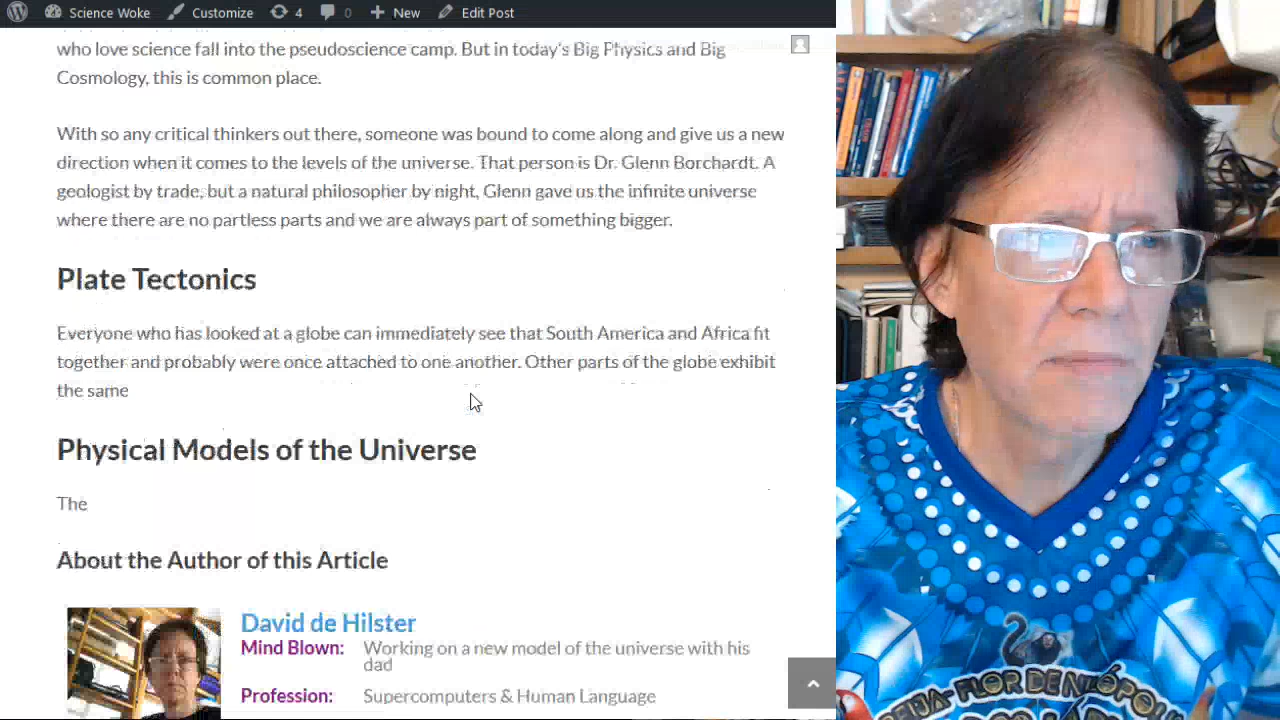 Science Woke Customize 4 0 New Edit Post
who love science fall into the pseudoscience camp. But in today's Big Physics and Big
Cosmology, this is common place.
With so any critical thinkers out there, someone was bound to come along and give us a new
direction when it comes to the levels of the universe. That person is Dr. Glenn Borchardt. A
geologist by trade, but a natural philosopher by night, Glenn gave us the infinite universe
where there are no partless parts and we are always part of something bigger.
Plate Tectonics
Everyone who has looked at a globe can immediately see that South America and Africa fit
together and probably were once attached to one another. Other parts of the globe exhibit
the same
Physical Models of the Universe
The
About the Author of this Article
David de Hilster
Mind Blown: Working on a new model of the universe with his
dad
Profession: Supercomputers & Human Language